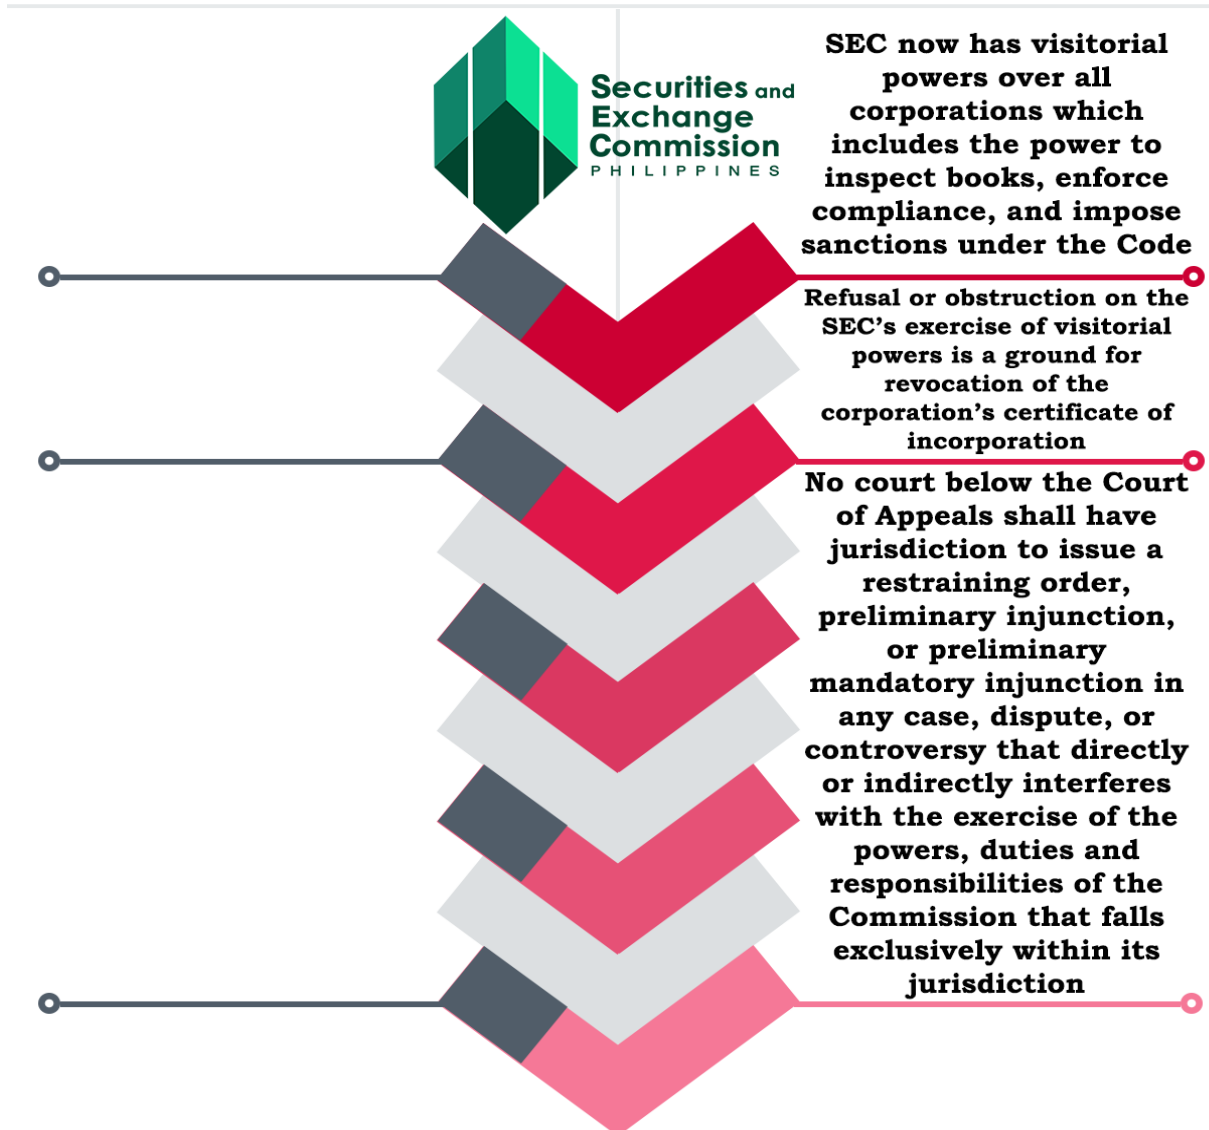 Securities and
Exchange
Commission
PHILIPPINES
SEC now has visitorial
powers over all
corporations which
includes the power to
inspect books, enforce
compliance, and impose
sanctions under the Code
Refusal or obstruction on the
SEC’s exercise of visitorial
powers is a ground for
revocation of the
corporation’s certificate of
incorporation
No court below the Court
of Appeals shall have
jurisdiction to issue a
restraining order,
preliminary injunction,
or preliminary
mandatory injunction in
any case, dispute, or
controversy that directly
or indirectly interferes
with the exercise of the
powers, duties and
responsibilities of the
Commission that falls
exclusively within its
jurisdiction